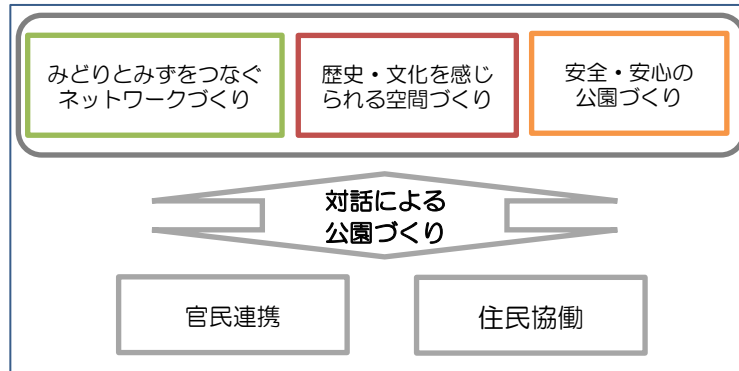 みどりとみずをつなぐ
ネットワークづくり
歴史・文化を感じ
られる空間づくり
安全・安心の
公園づくり
対話による
公園づくり
官民連携
住民協働